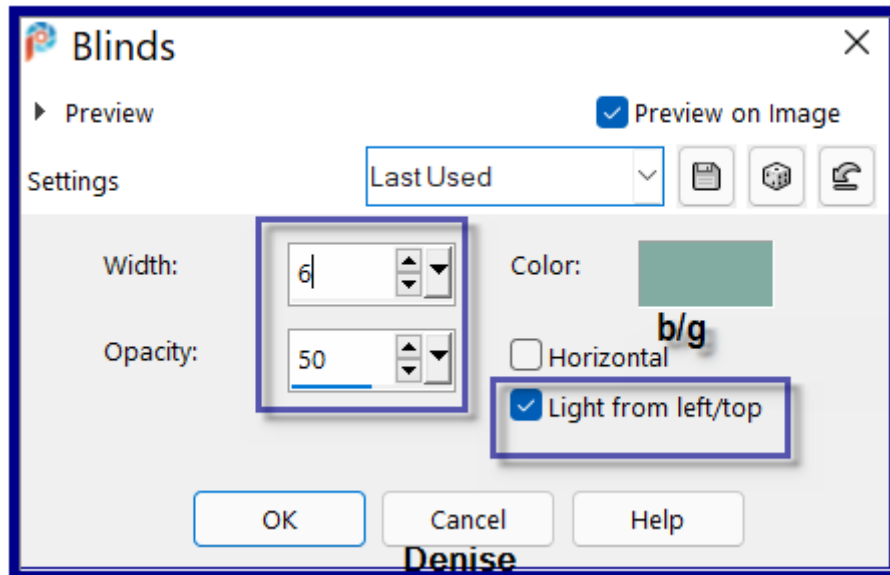 Blinds
Preview
Preview on Image
Settings
Last Used
Width:
6
Color:
b/g
Opacity:
50
Horizontal
Light from left/top
OK
Cancel
Help
Denise